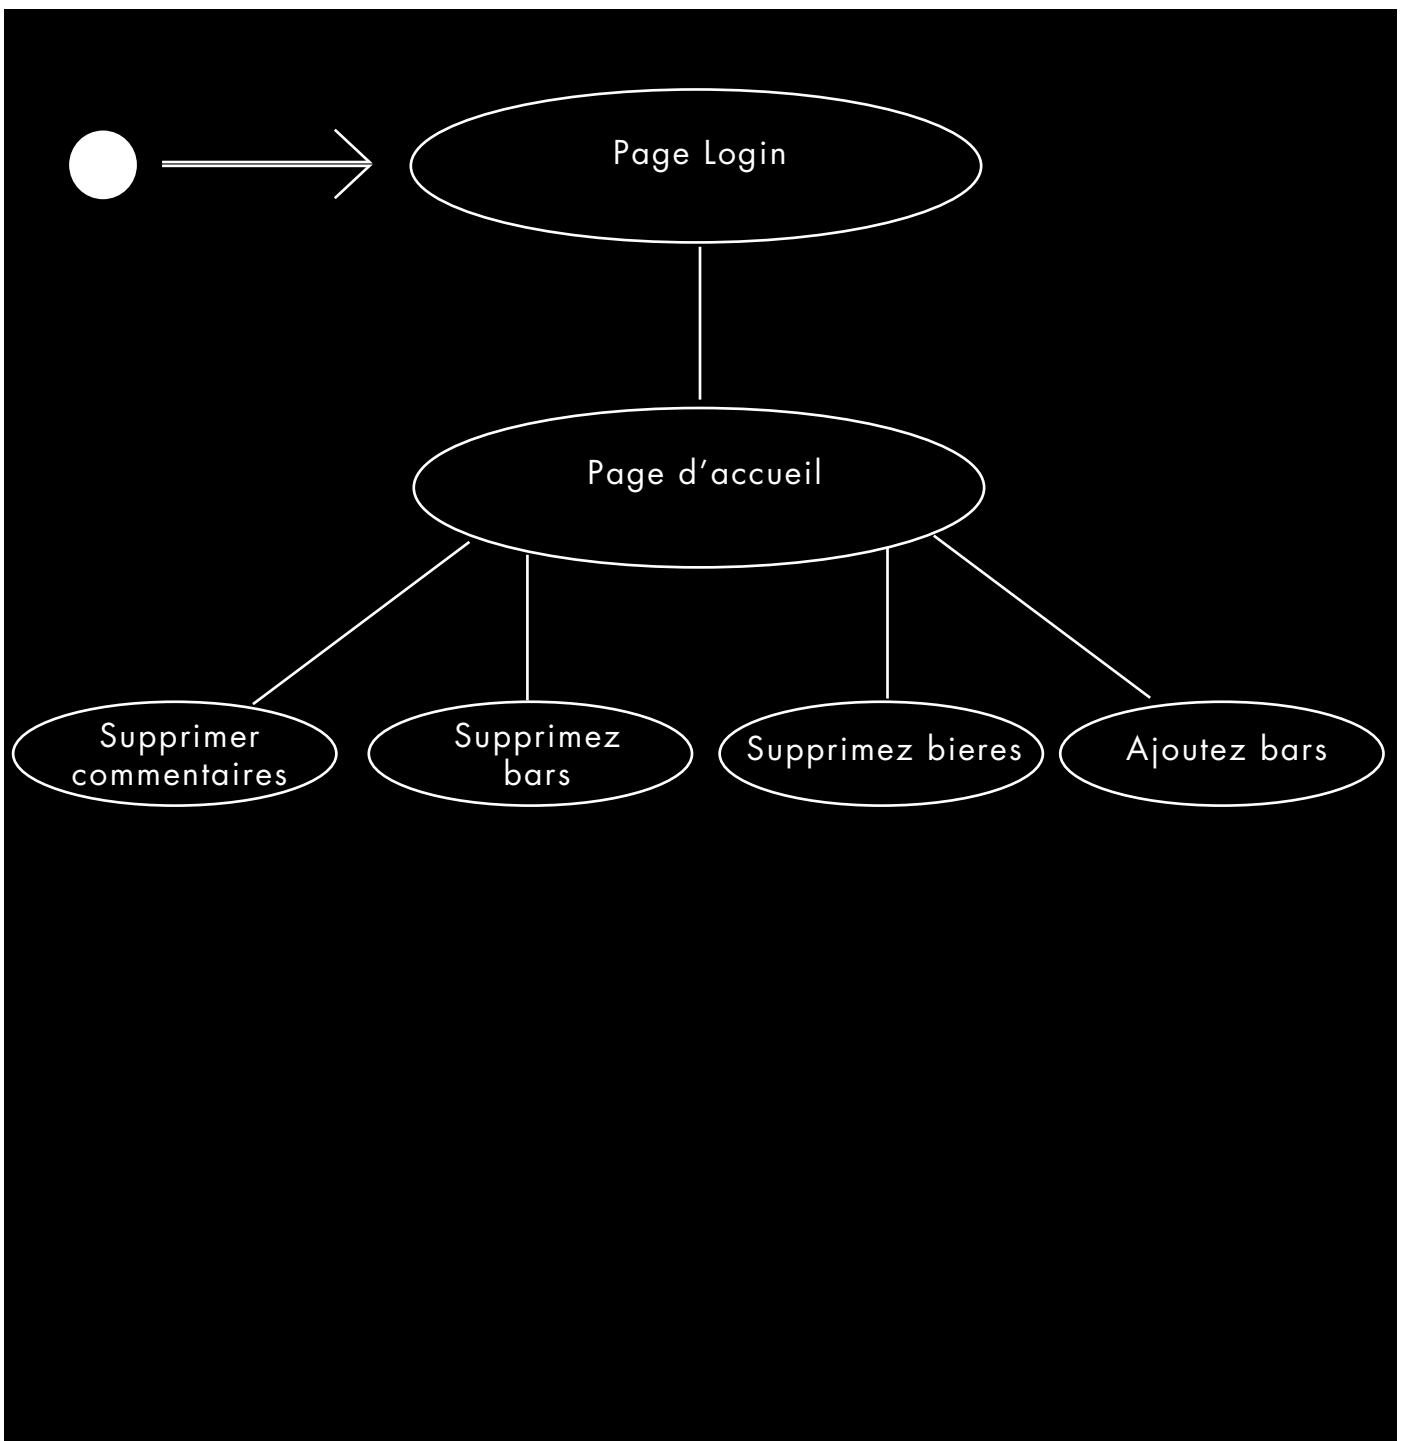 Page Login
Page d’accueil
Supprimer
commentaires
Supprimez
bars
Supprimez bieres
Ajoutez bars